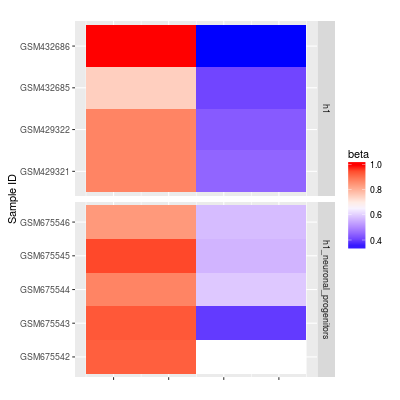 GSM432686
GSM432685
GSM429322
GSM429321
h1
GSM675546
GSM675545
GSM675544
GSM675543
GSM675542
h1_neuronal_progenitors
Sample ID
beta
1.0
0.8
0.6
0.4